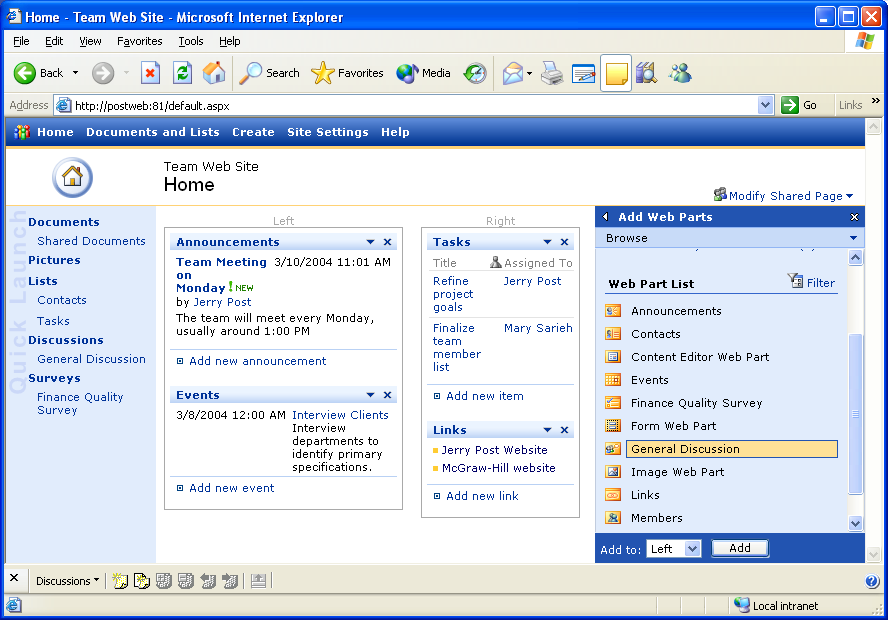 Home - Team Web Site - Microsoft Internet Explorer
File Edit View Favorites Tools Help
Back Search Favorites Media
Address http://postweb:81/default.aspx Go Links »
Home Documents and Lists Create Site Settings Help
Team Web Site
Home
Modify Shared Page
Quick Launch
Documents
Shared Documents
Pictures
Lists
Contacts
Tasks
Discussions
General Discussion
Surveys
Finance Quality
Survey
Left
Announcements
Team Meeting 3/10/2004 11:01 AM
on
Monday! NEW
by Jerry Post
The team will meet every Monday,
usually around 1:00 PM
Add new announcement
Events
3/8/2004 12:00 AM Interview Clients
Interview
departments to
identify primary
specifications.
Add new event
Right
Tasks
Title Assigned To
Refine Jerry Post
project
goals
Finalize Mary Sarieh
team
member
list
Add new item
Links
Jerry Post Website
McGraw-Hill website
Add new link
Add Web Parts
Browse
Web Part List Filter
Announcements
Contacts
Content Editor Web Part
Events
Finance Quality Survey
Form Web Part
General Discussion
Image Web Part
Links
Members
Add to: Left Add
Discussions
Local intranet